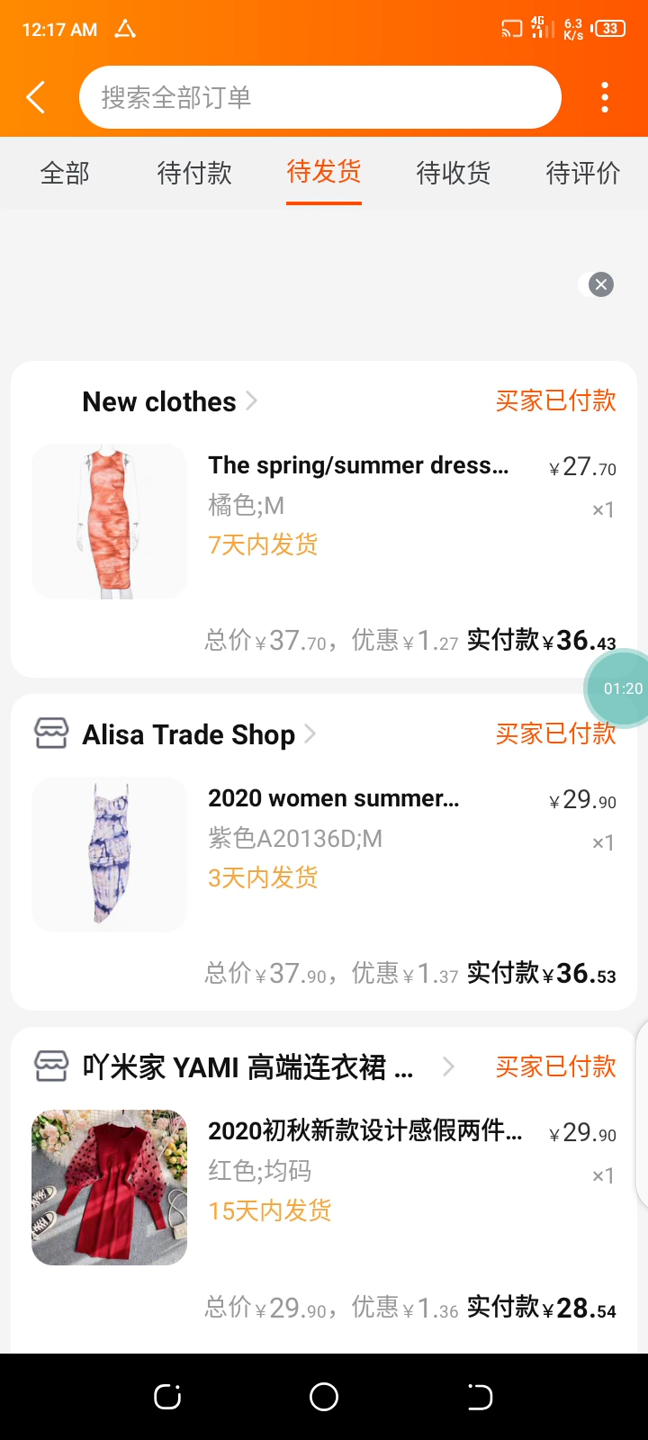 12:17 AM 4G 6.3 K/s 33
搜索全部订单
全部 待付款 待发货 待收货 待评价
New clothes 买家已付款
The spring/summer dress... ¥27.70
橘色;M ×1
7天内发货
总价¥37.70，优惠¥1.27 实付款¥36.43
01:20
Alisa Trade Shop 买家已付款
2020 women summer... ¥29.90
紫色A20136D;M ×1
3天内发货
总价¥37.90，优惠¥1.37 实付款¥36.53
吖米家 YAMI 高端连衣裙 ... 买家已付款
2020初秋新款设计感假两件... ¥29.90
红色;均码 ×1
15天内发货
总价¥29.90，优惠¥1.36 实付款¥28.54